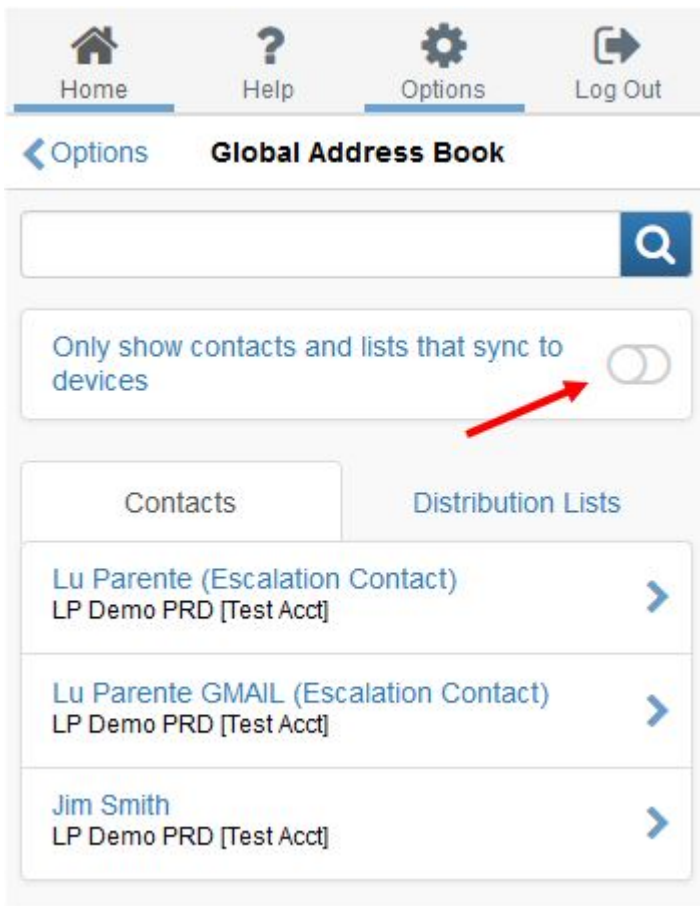 Home Help Options Log Out
Options Global Address Book
Only show contacts and lists that sync to
devices
Contacts Distribution Lists
Lu Parente (Escalation Contact)
LP Demo PRD [Test Acct]
Lu Parente GMAIL (Escalation Contact)
LP Demo PRD [Test Acct]
Jim Smith
LP Demo PRD [Test Acct]